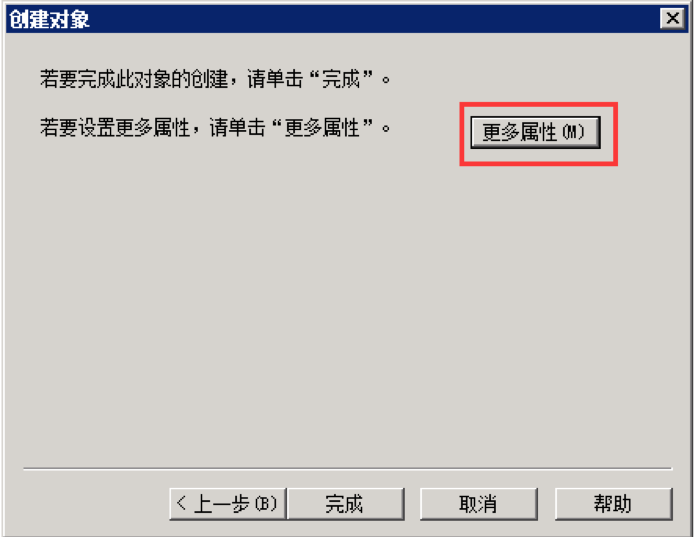 创建对象
若要完成此对象的创建，请单击“完成”。
若要设置更多属性，请单击“更多属性”。
更多属性(M)
< 上一步(B) 完成 取消 帮助